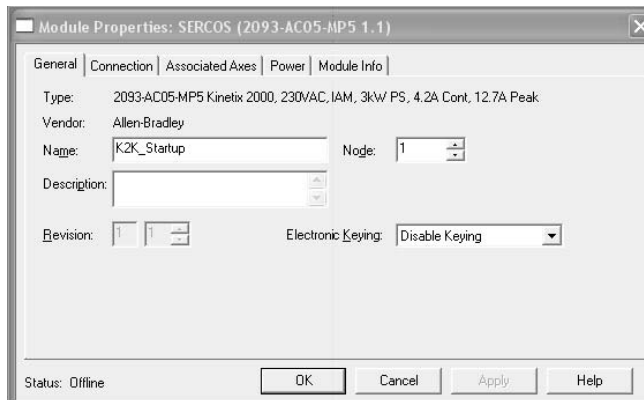 Module Properties: SERCOS (2093-AC05-MP5 1.1)
General Connection Associated Axes Power Module Info
Type: 2093-AC05-MP5 Kinetix 2000, 230VAC, IAM, 3kW PS, 4.2A Cont, 12.7A Peak
Vendor: Allen-Bradley
Name: K2K_Startup Node: 1
Description:
Revision: 1 1 Electronic Keying: Disable Keying
Status: Offline OK Cancel Apply Help